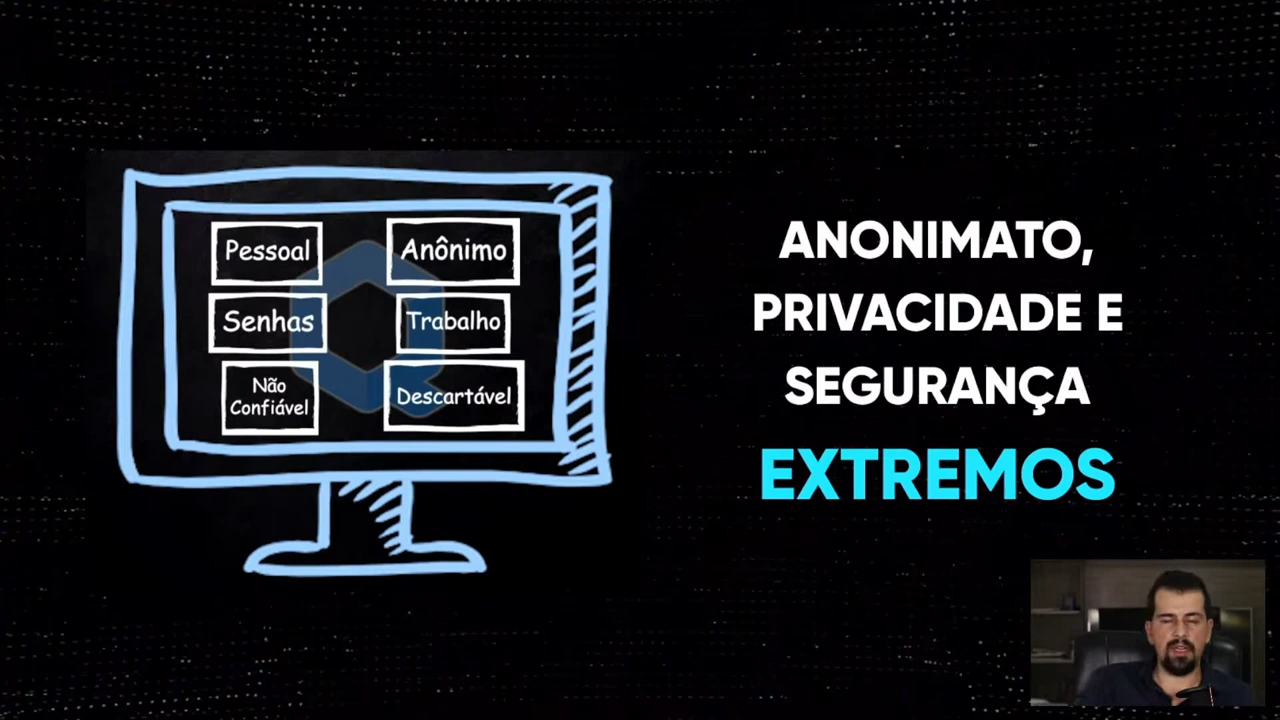 Pessoal
Anônimo
Senhas
Trabalho
Não
Confiável
Descartável
ANONIMATO,
PRIVACIDADE E
SEGURANÇA
EXTREMOS